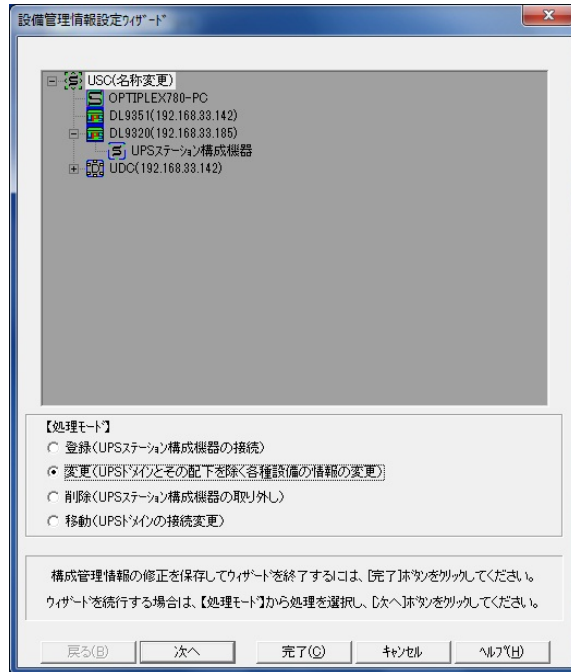 設備管理情報設定ｳｨｻﾞｰﾄﾞ
USC(名称変更)
OPTIPLEX780-PC
DL9351(192.168.33.142)
DL9320(192.168.33.185)
UPSステーション構成機器
UDC(192.168.33.142)
【処理ﾓｰﾄﾞ】
登録(UPSｽﾃｰｼｮﾝ構成機器の接続)
変更(UPSﾄﾞﾒｲﾝとその配下を除く各種設備の情報の変更)
削除(UPSｽﾃｰｼｮﾝ構成機器の取り外し)
移動(UPSﾄﾞﾒｲﾝの接続変更)
構成管理情報の修正を保存してｳｨｻﾞｰﾄﾞを終了するには、[完了]ﾎﾞﾀﾝをｸﾘｯｸしてください。
ｳｨｻﾞｰﾄﾞを続行する場合は、【処理ﾓｰﾄﾞ】から処理を選択し、[次へ]ﾎﾞﾀﾝをｸﾘｯｸしてください。
戻る(B) 次へ 完了(C) ｷｬﾝｾﾙ ﾍﾙﾌﾟ(H)